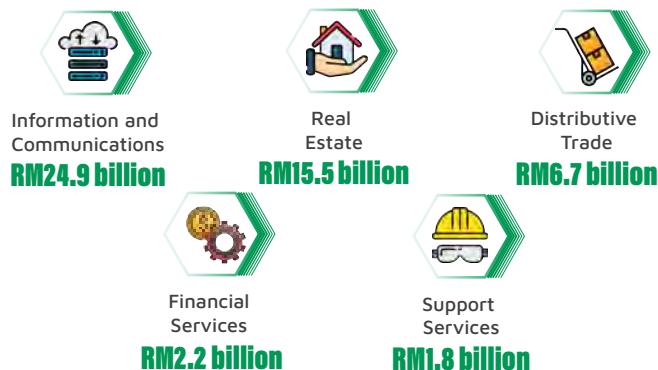 Information and
Communications
RM24.9 billion
Real
Estate
RM15.5 billion
Distributive
Trade
RM6.7 billion
Financial
Services
RM2.2 billion
Support
Services
RM1.8 billion